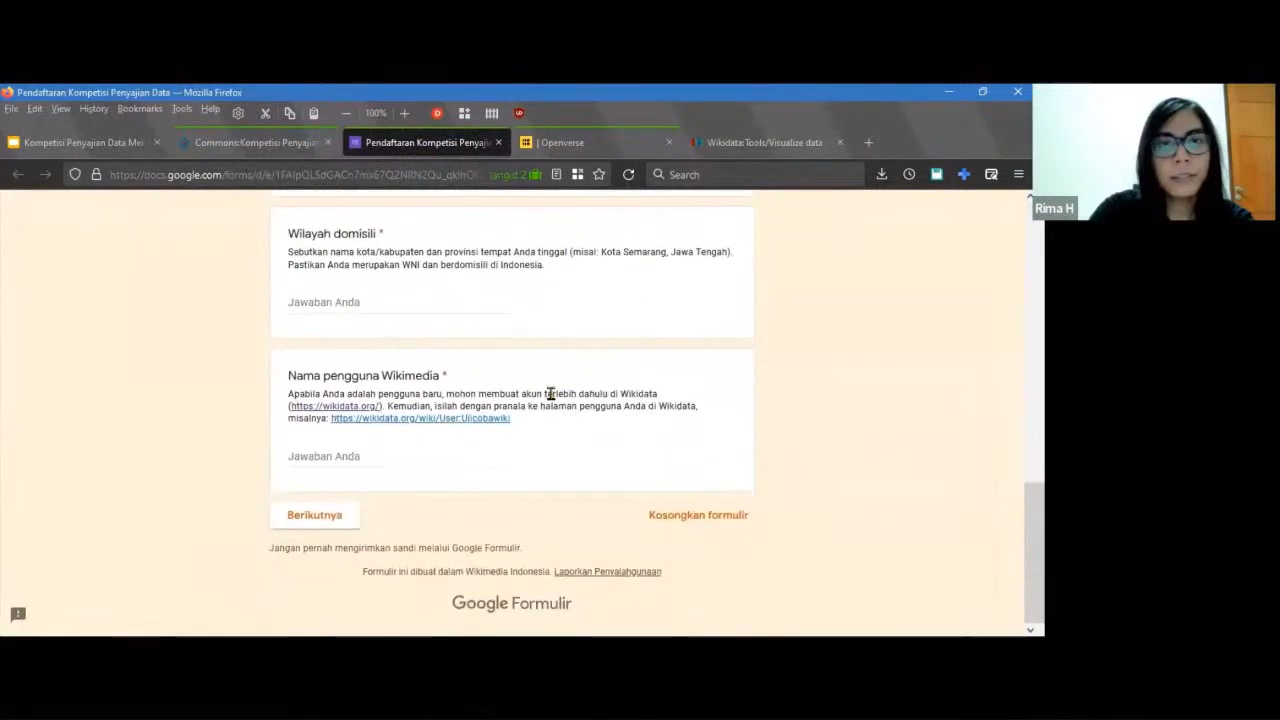 Pendaftaran Kompetisi Penyajian Data — Mozilla Firefox
File Edit View History Bookmarks Tools Help
100%
Kompetisi Penyajian Data Mei
Commons:Kompetisi Penyajian
Pendaftaran Kompetisi Penyaji
| Openverse
Wikidata:Tools/Visualize data
Search
Rima H
Wilayah domisili *
Sebutkan nama kota/kabupaten dan provinsi tempat Anda tinggal (misal: Kota Semarang, Jawa Tengah).
Pastikan Anda merupakan WNI dan berdomisili di Indonesia.
Jawaban Anda
Nama pengguna Wikimedia *
Apabila Anda adalah pengguna baru, mohon membuat akun terlebih dahulu di Wikidata
(https://wikidata.org/). Kemudian, isilah dengan pranala ke halaman pengguna Anda di Wikidata,
misalnya: https://wikidata.org/wiki/User:Ujicobawiki
Jawaban Anda
Berikutnya
Kosongkan formulir
Jangan pernah mengirimkan sandi melalui Google Formulir.
Formulir ini dibuat dalam Wikimedia Indonesia. Laporkan Penyalahgunaan
Google Formulir